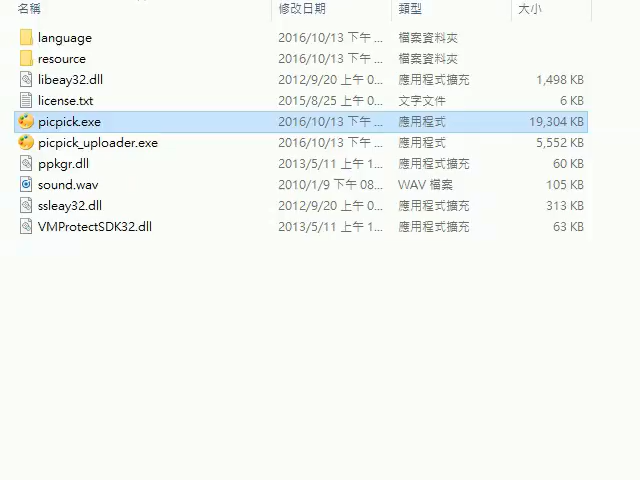 名稱 修改日期 類型 大小
language 2016/10/13 下午 ... 檔案資料夾
resource 2016/10/13 下午 ... 檔案資料夾
libeay32.dll 2012/9/20 上午 0... 應用程式擴充 1,498 KB
license.txt 2015/8/25 上午 0... 文字文件 6 KB
picpick.exe 2016/10/13 下午 ... 應用程式 19,304 KB
picpick_uploader.exe 2016/10/13 下午 ... 應用程式 5,552 KB
ppkgr.dll 2013/5/11 上午 1... 應用程式擴充 60 KB
sound.wav 2010/1/9 下午 08... WAV 檔案 105 KB
ssleay32.dll 2012/9/20 上午 0... 應用程式擴充 313 KB
VMProtectSDK32.dll 2013/5/11 上午 1... 應用程式擴充 63 KB